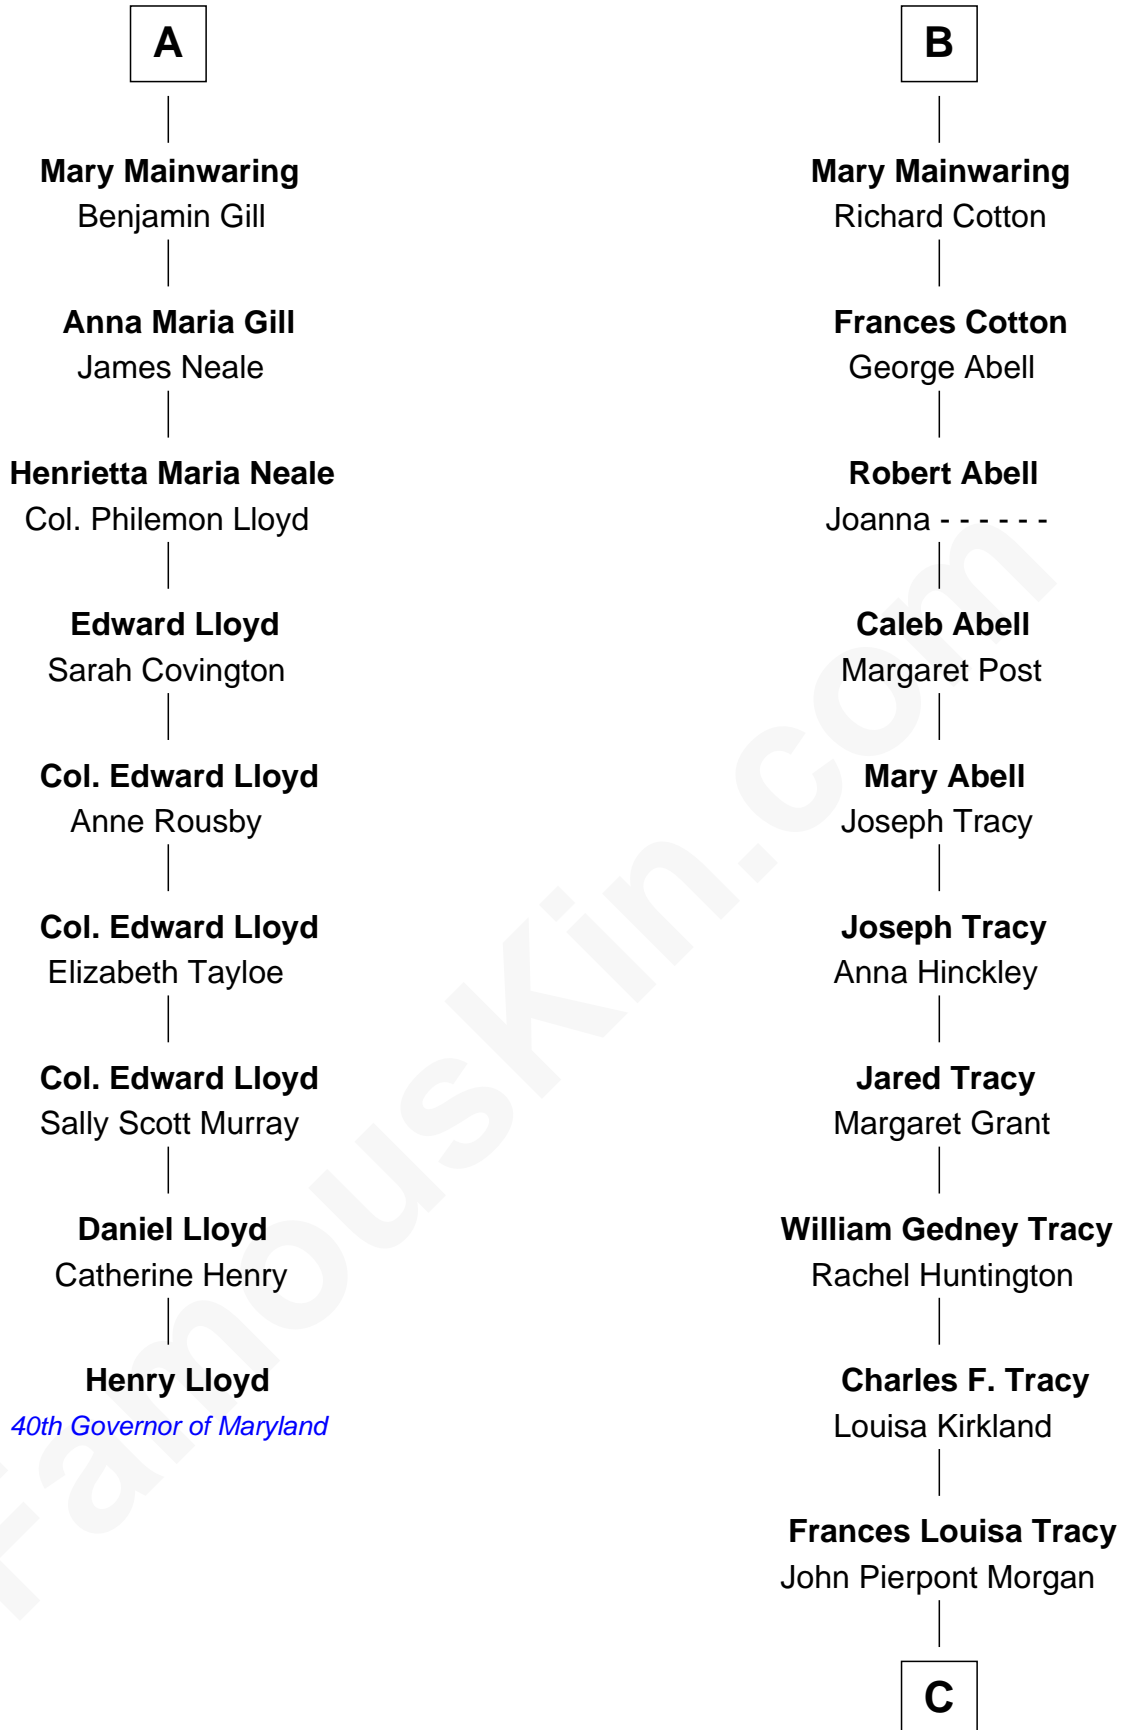 A
Mary Mainwaring
Benjamin Gill
Anna Maria Gill
James Neale
Henrietta Maria Neale
Col. Philemon Lloyd
Edward Lloyd
Sarah Covington
Col. Edward Lloyd
Anne Rousby
Col. Edward Lloyd
Elizabeth Tayloe
Col. Edward Lloyd
Sally Scott Murray
Daniel Lloyd
Catherine Henry
Henry Lloyd
40th Governor of Maryland
B
Mary Mainwaring
Richard Cotton
Frances Cotton
George Abell
Robert Abell
Joanna - - - - - -
Caleb Abell
Margaret Post
Mary Abell
Joseph Tracy
Joseph Tracy
Anna Hinckley
Jared Tracy
Margaret Grant
William Gedney Tracy
Rachel Huntington
Charles F. Tracy
Louisa Kirkland
Frances Louisa Tracy
John Pierpont Morgan
C
FamousKin.com